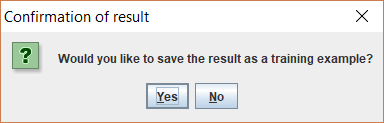 Confirmation of result
Would you like to save the result as a training example?
Yes No